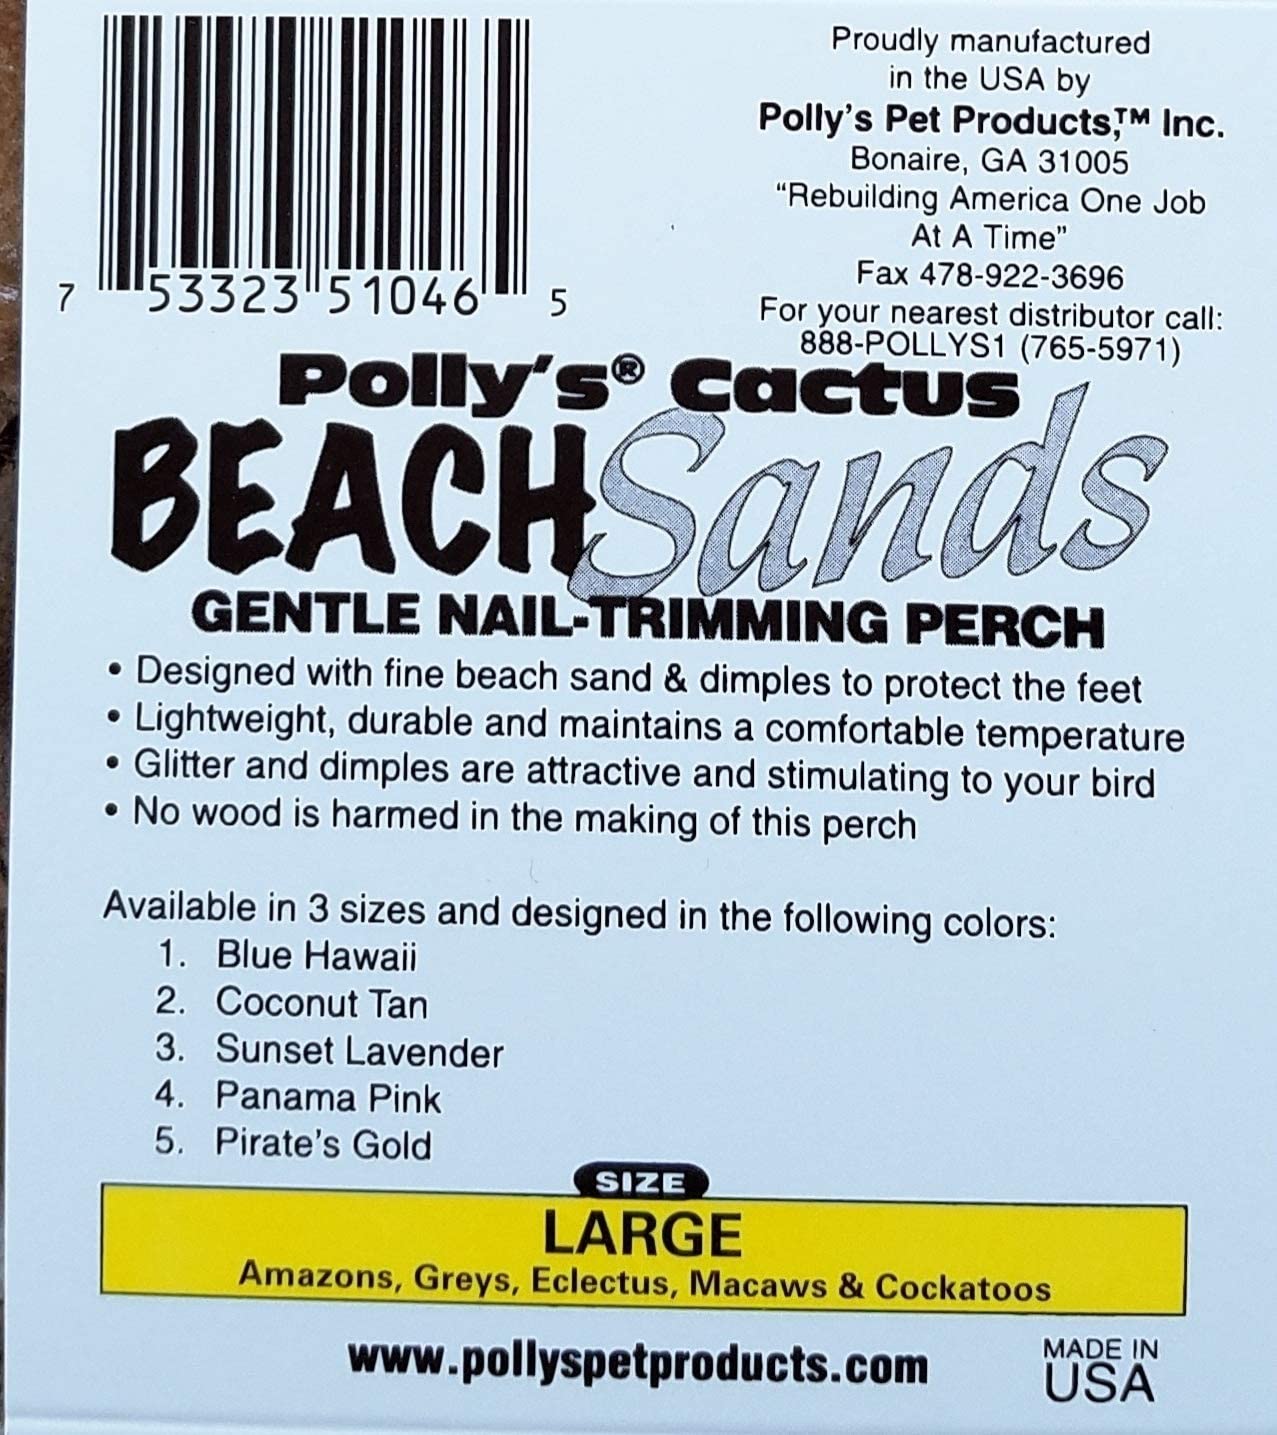 7 53323 51046 5
Proudly manufactured
in the USA by
Polly's Pet Products,™ Inc.
Bonaire, GA 31005
“Rebuilding America One Job
At A Time”
Fax 478-922-3696
For your nearest distributor call:
888-POLLYS1 (765-5971)
Polly's® Cactus
BEACH Sands
GENTLE NAIL-TRIMMING PERCH
• Designed with fine beach sand & dimples to protect the feet
• Lightweight, durable and maintains a comfortable temperature
• Glitter and dimples are attractive and stimulating to your bird
• No wood is harmed in the making of this perch
Available in 3 sizes and designed in the following colors:
1. Blue Hawaii
2. Coconut Tan
3. Sunset Lavender
4. Panama Pink
5. Pirate's Gold
SIZE
LARGE
Amazons, Greys, Eclectus, Macaws & Cockatoos
www.pollyspetproducts.com
MADE IN
USA